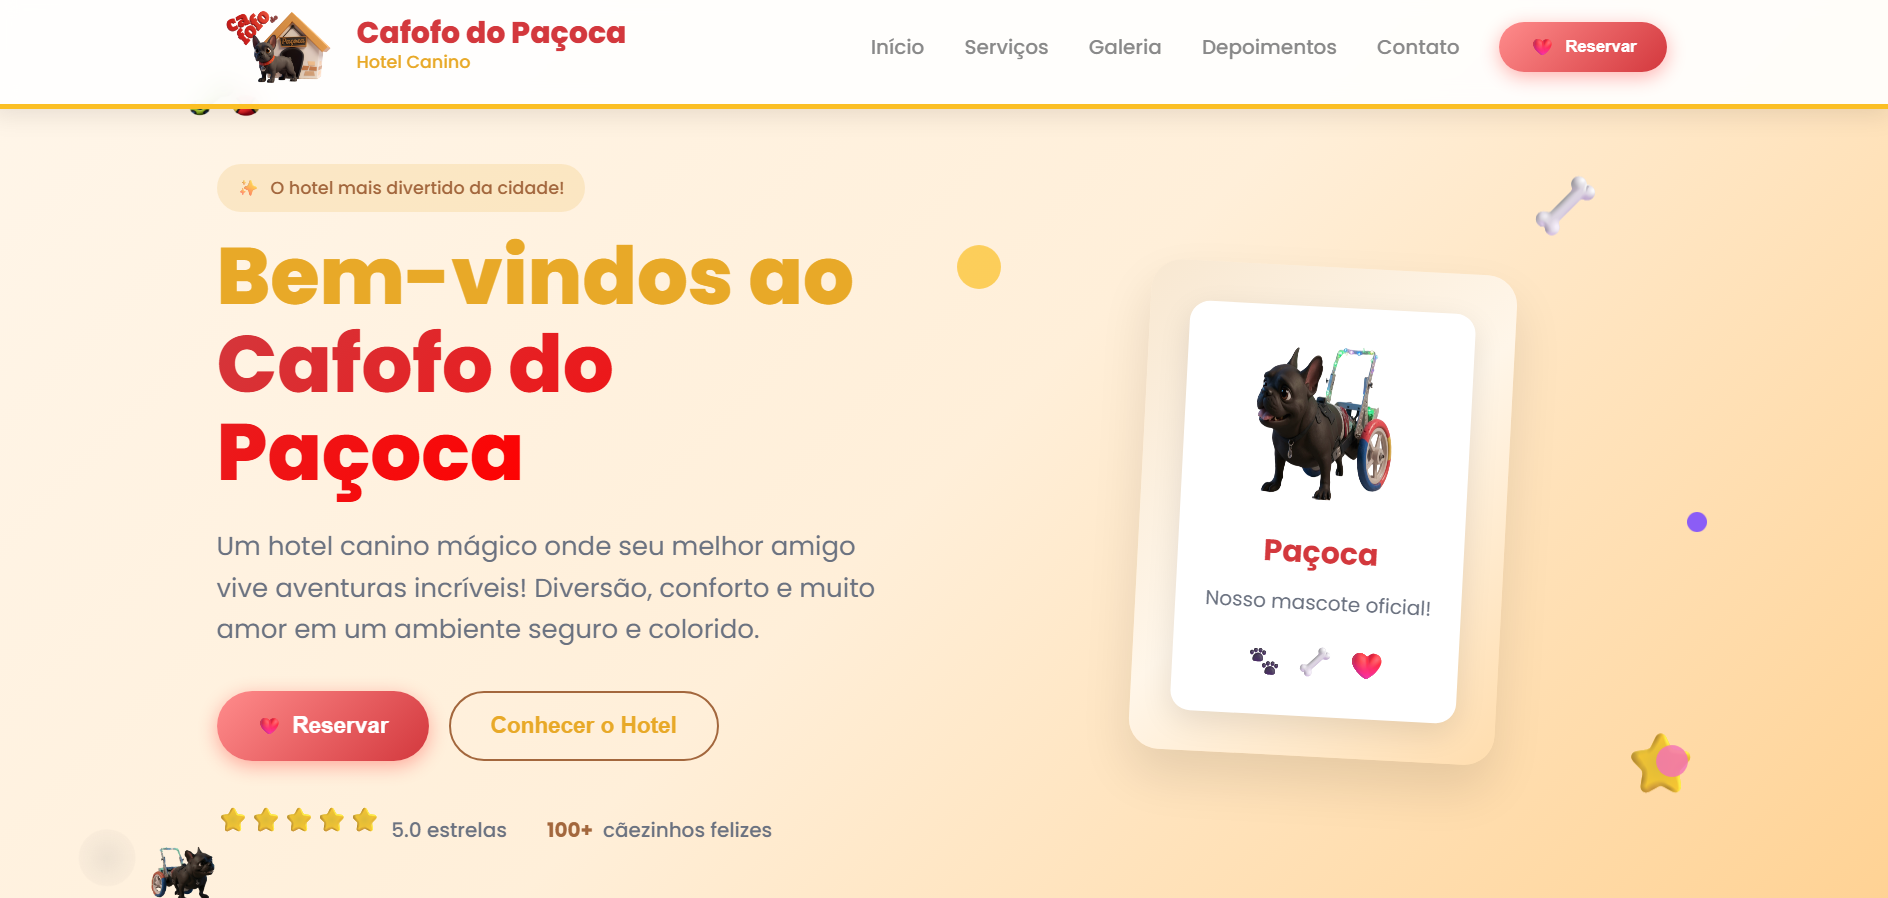 Cafofo
Paçoca
Cafofo do Paçoca
Hotel Canino
Início
Serviços
Galeria
Depoimentos
Contato
Reservar
O hotel mais divertido da cidade!
Bem-vindos ao
Cafofo do
Paçoca
Um hotel canino mágico onde seu melhor amigo
vive aventuras incríveis! Diversão, conforto e muito
amor em um ambiente seguro e colorido.
Reservar
Conhecer o Hotel
5.0 estrelas
100+ cãezinhos felizes
Paçoca
Nosso mascote oficial!